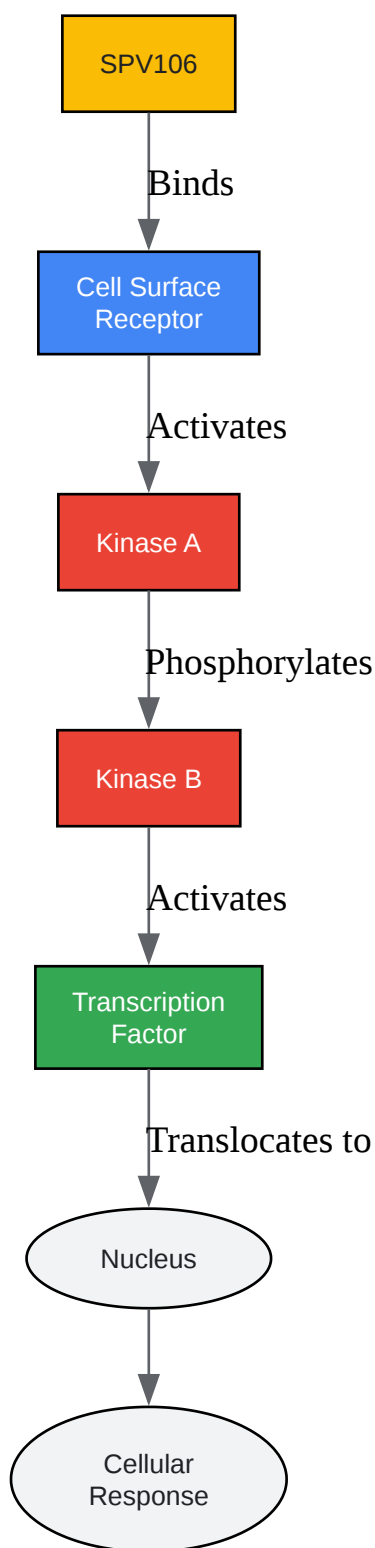 SPV106
Binds
Cell Surface
Receptor
Activates
Kinase A
Phosphorylates
Kinase B
Activates
Transcription
Factor
Translocates to
Nucleus
Cellular
Response